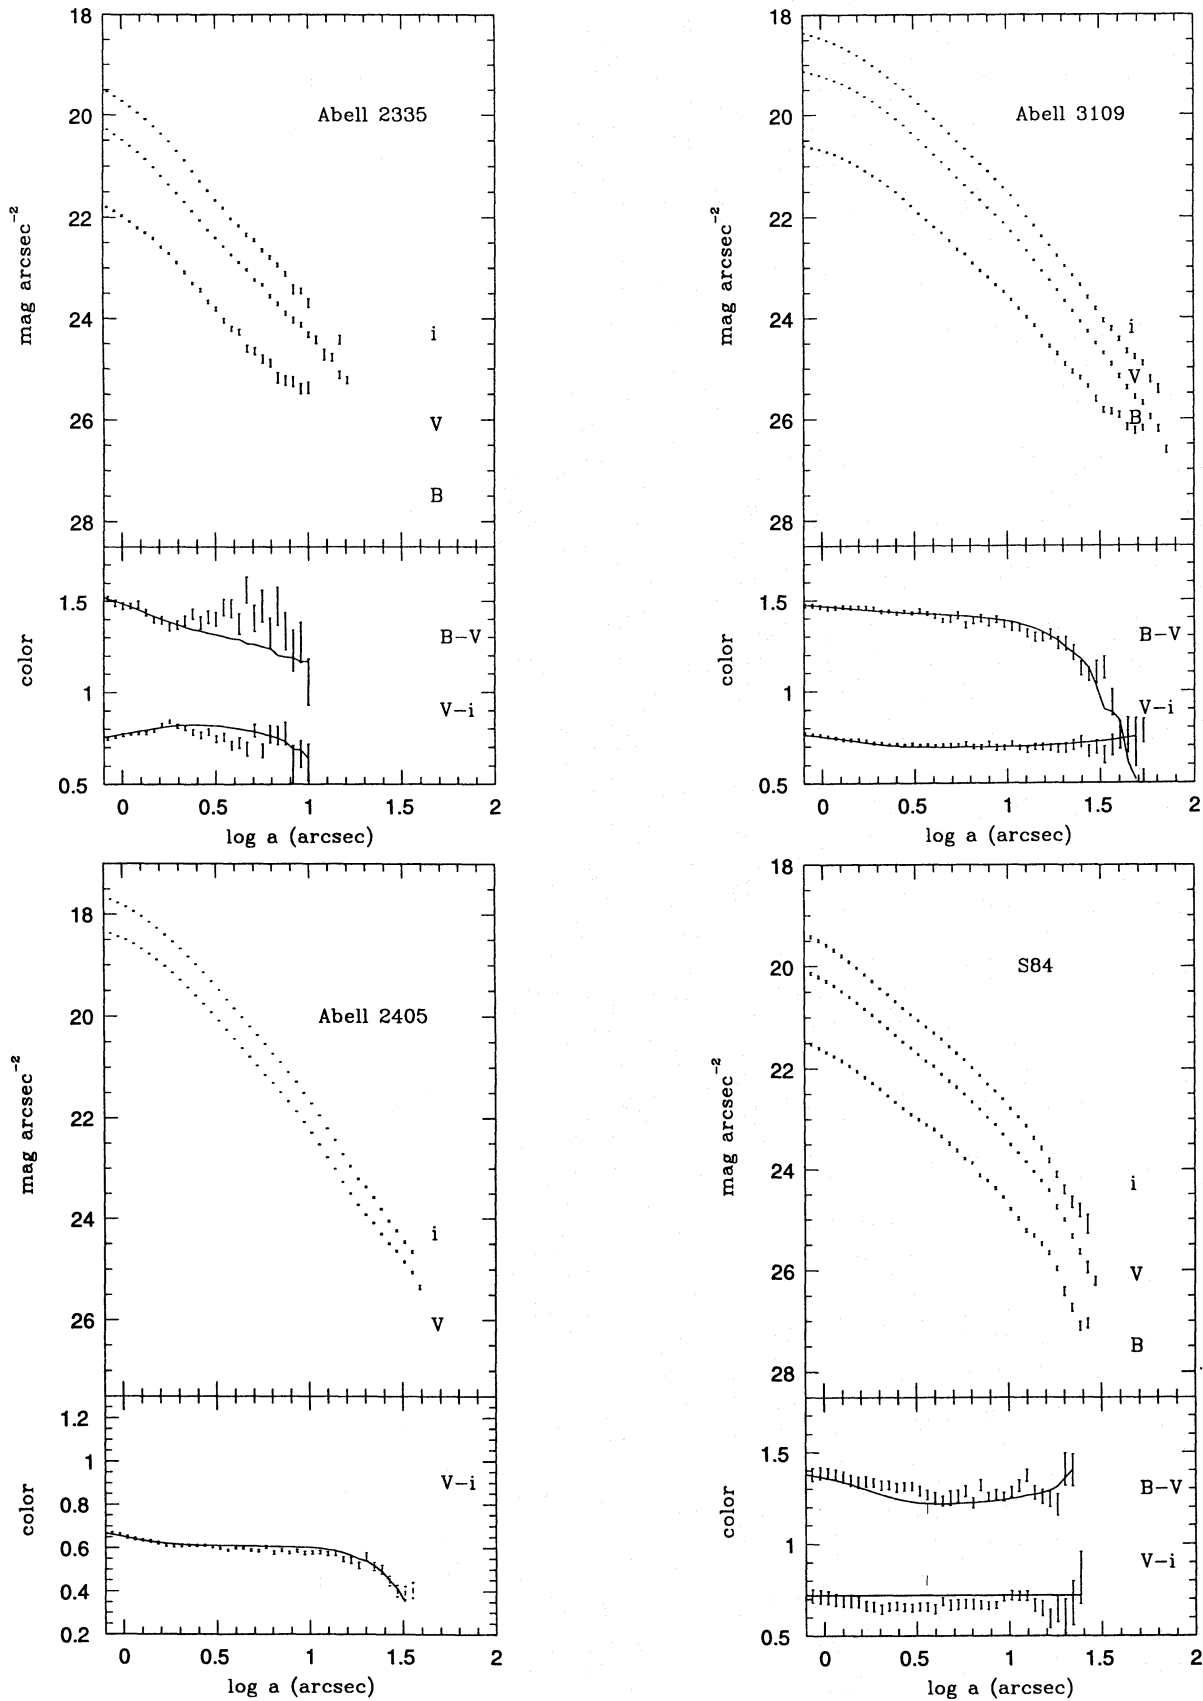 18
20
22
24
26
28
mag arcsec⁻²
Abell 2335
i
V
B
1.5
1
0.5
color
B−V
V−i
0 0.5 1 1.5 2
log a (arcsec)
18
20
22
24
26
28
mag arcsec⁻²
Abell 3109
i
V
B
1.5
1
0.5
color
B−V
V−i
0 0.5 1 1.5 2
log a (arcsec)
18
20
22
24
26
mag arcsec⁻²
Abell 2405
i
V
1.2
1
0.8
0.6
0.4
0.2
color
V−i
0 0.5 1 1.5 2
log a (arcsec)
18
20
22
24
26
28
mag arcsec⁻²
S84
i
V
B
1.5
1
0.5
color
B−V
V−i
0 0.5 1 1.5 2
log a (arcsec)